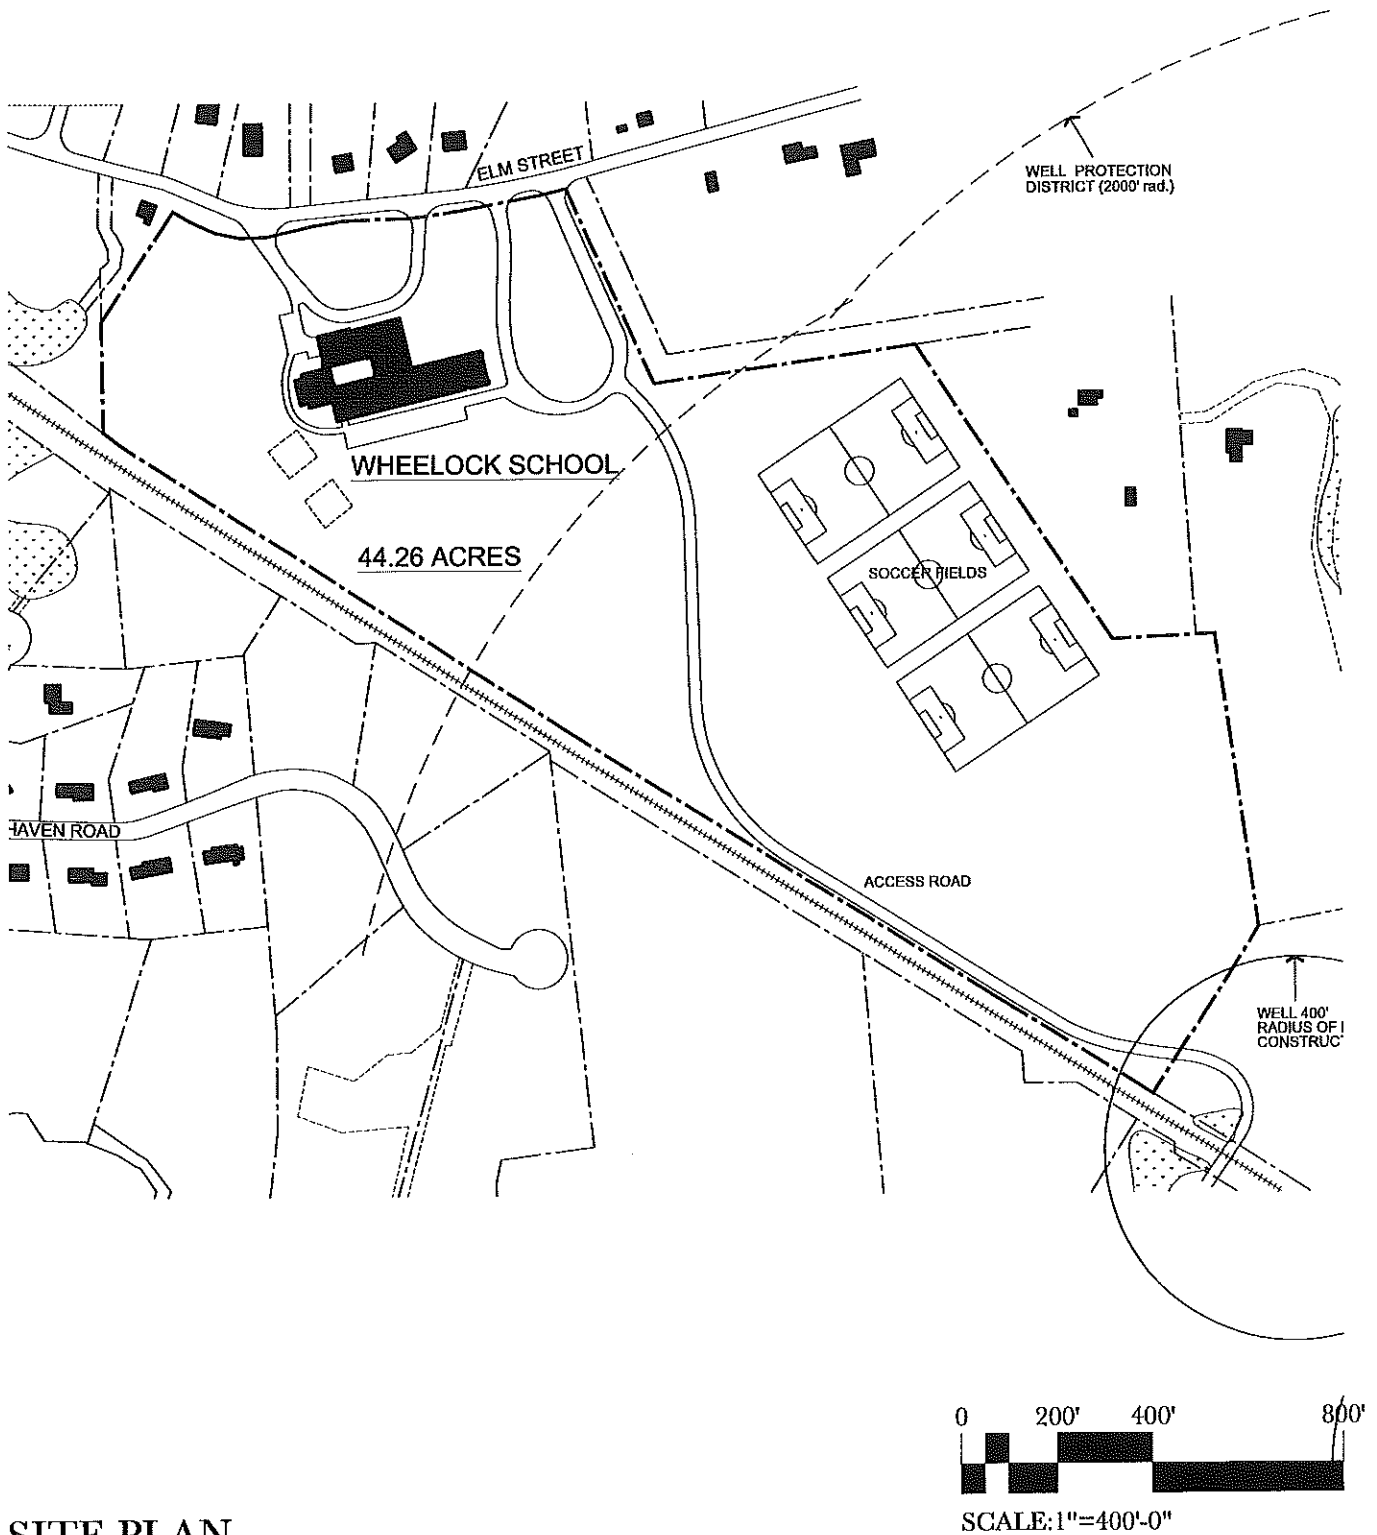 ELM STREET
WELL PROTECTION
DISTRICT (2000' rad.)
WHEELOCK SCHOOL
44.26 ACRES
SOCCER FIELDS
HAVEN ROAD
ACCESS ROAD
WELL 400'
RADIUS OF
CONSTRUC
0 200' 400' 800'
SCALE:1"=400'-0"
SITE PLAN